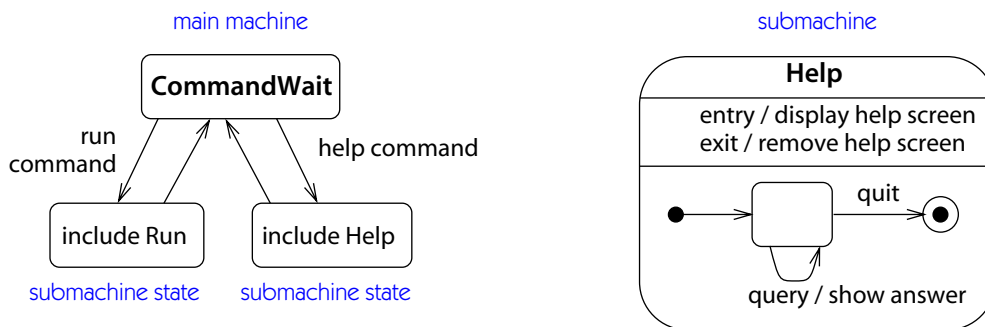 main machine
CommandWait
run
command
help command
include Run
include Help
submachine state
submachine state
submachine
Help
entry / display help screen
exit / remove help screen
quit
query / show answer